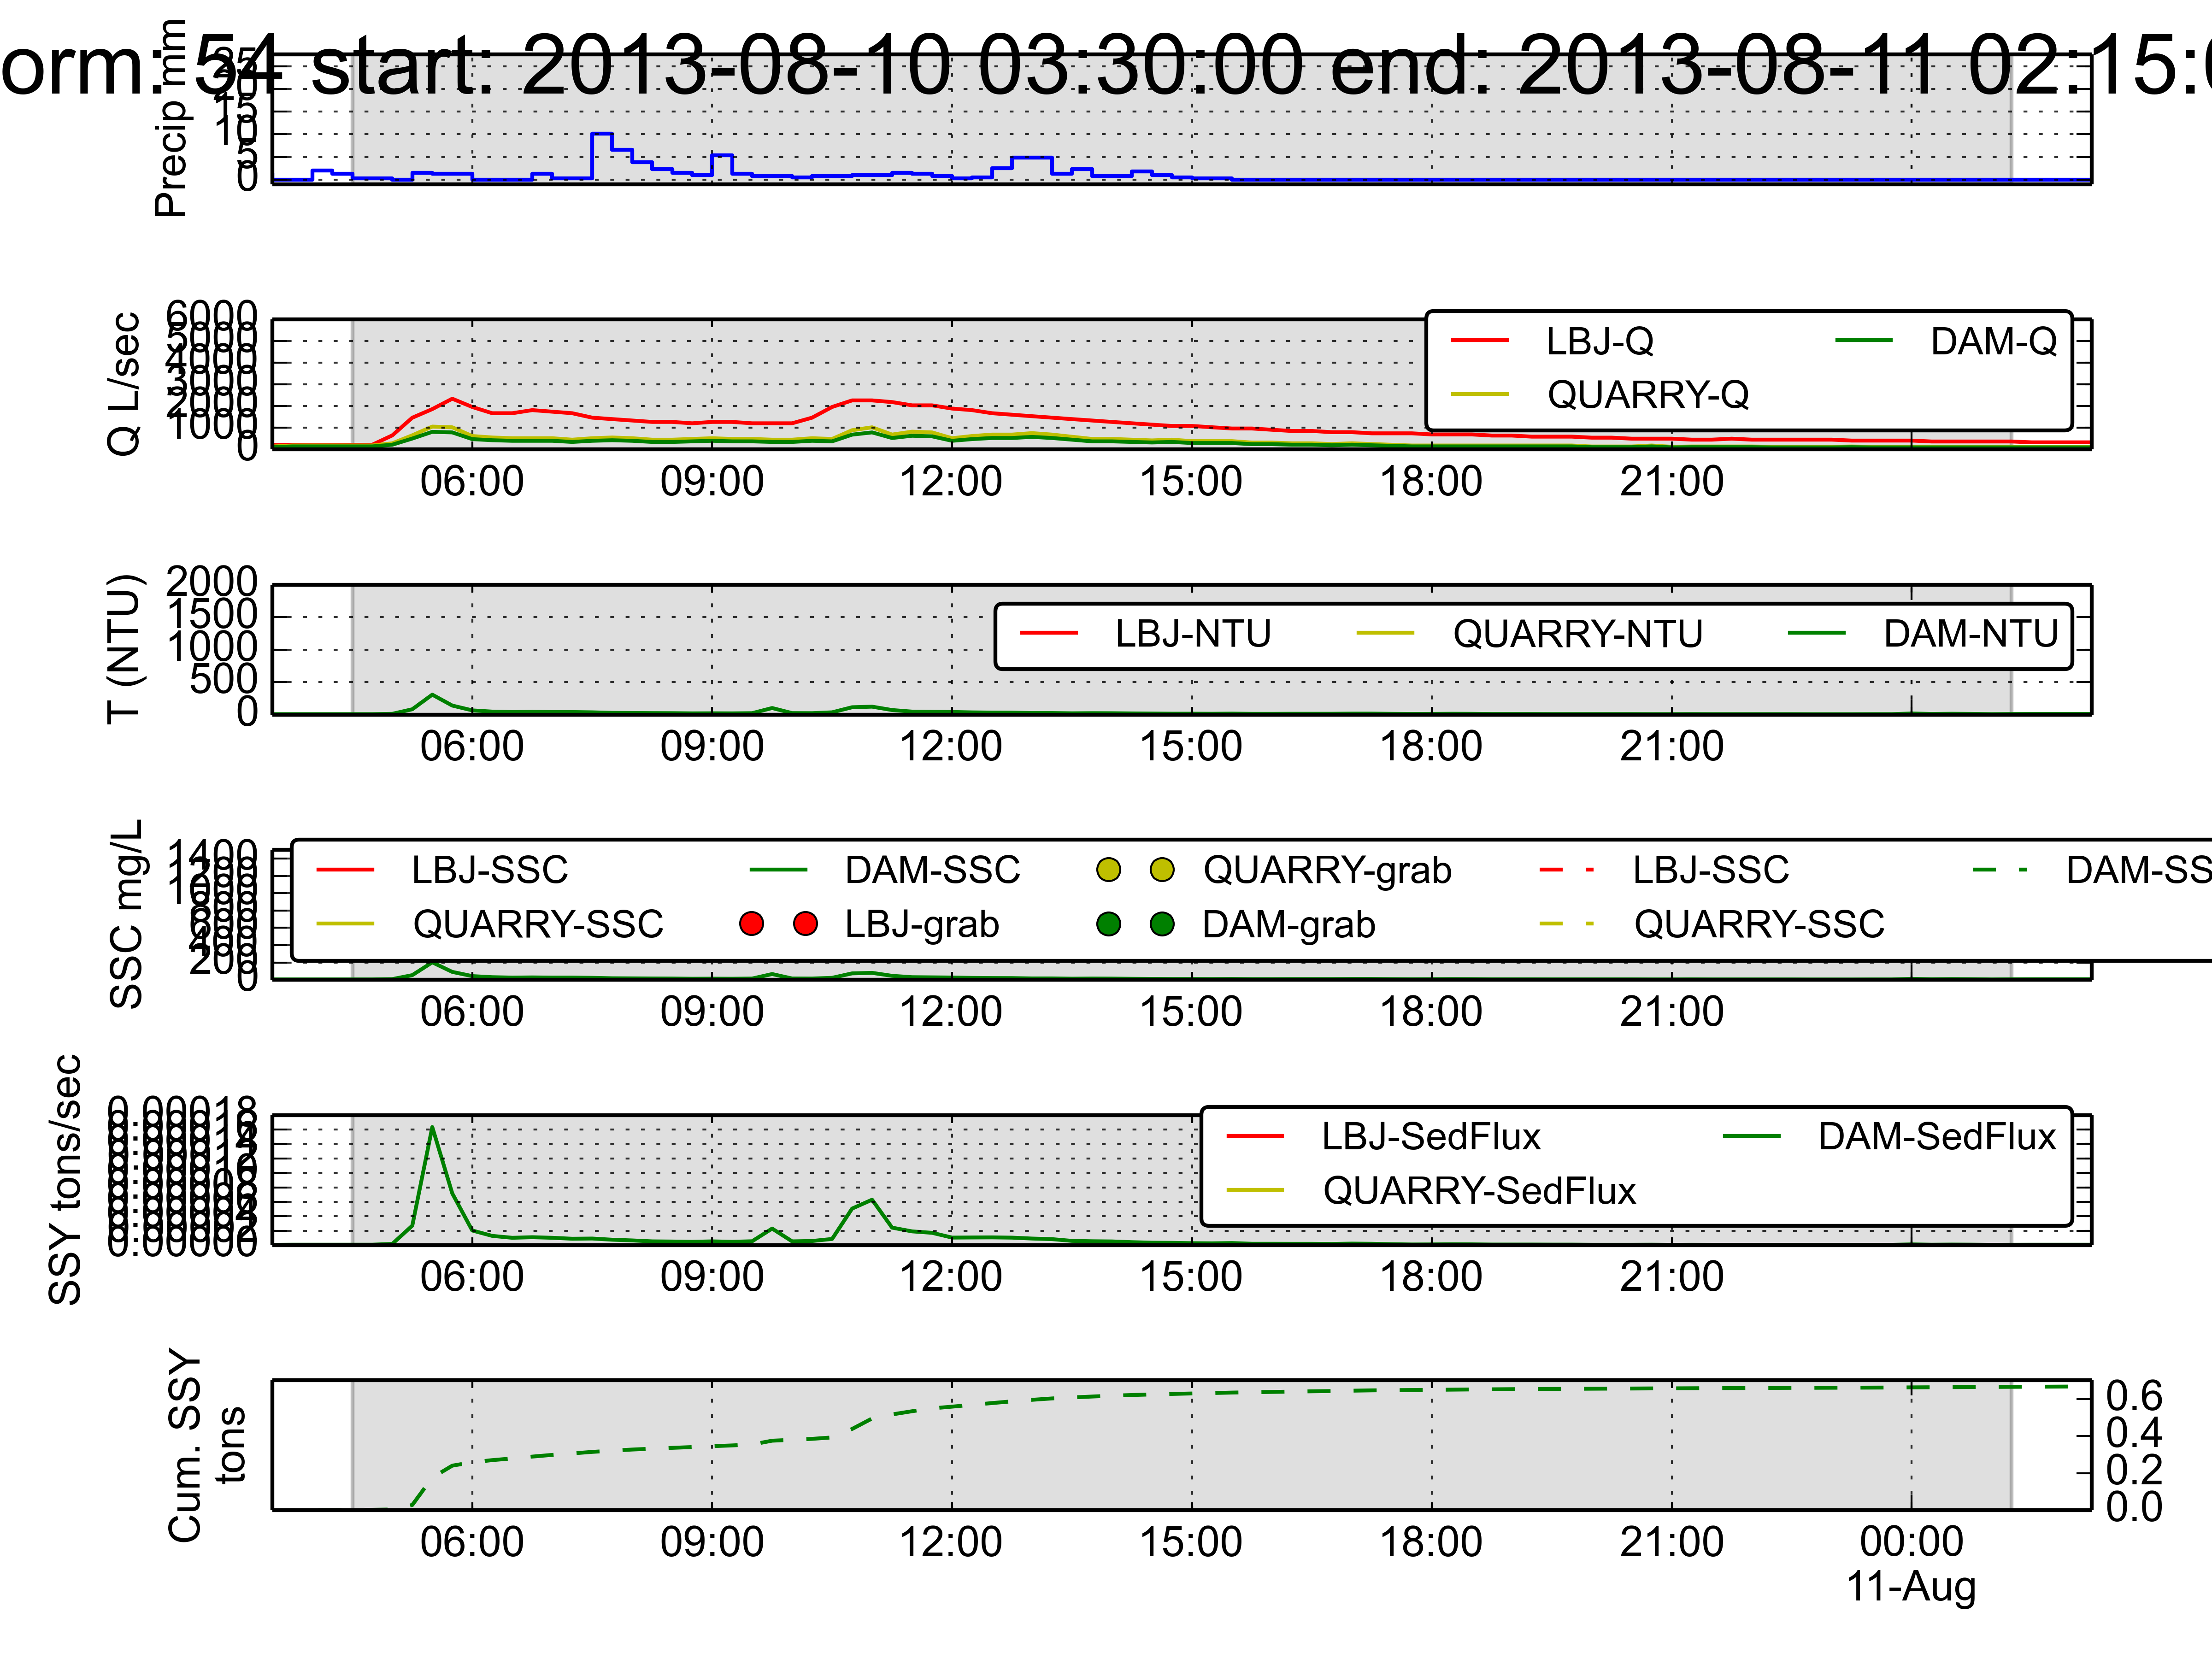 orm: 54 start: 2013-08-10 03:30:00 end: 2013-08-11 02:15:0
Precip mm
25
20
15
10
5
0
Q L/sec
6000
5000
4000
3000
2000
1000
0
LBJ-Q
DAM-Q
QUARRY-Q
06:00 09:00 12:00 15:00 18:00 21:00
T (NTU)
2000
1500
1000
500
0
LBJ-NTU QUARRY-NTU DAM-NTU
06:00 09:00 12:00 15:00 18:00 21:00
SSC mg/L
1400
1200
1000
800
600
400
200
0
LBJ-SSC DAM-SSC QUARRY-grab LBJ-SSC DAM-SS
QUARRY-SSC LBJ-grab DAM-grab QUARRY-SSC
06:00 09:00 12:00 15:00 18:00 21:00
SSY tons/sec
0.00018
0.00000
LBJ-SedFlux DAM-SedFlux
QUARRY-SedFlux
06:00 09:00 12:00 15:00 18:00 21:00
Cum. SSY
tons
0.6
0.4
0.2
0.0
06:00 09:00 12:00 15:00 18:00 21:00 00:00
11-Aug